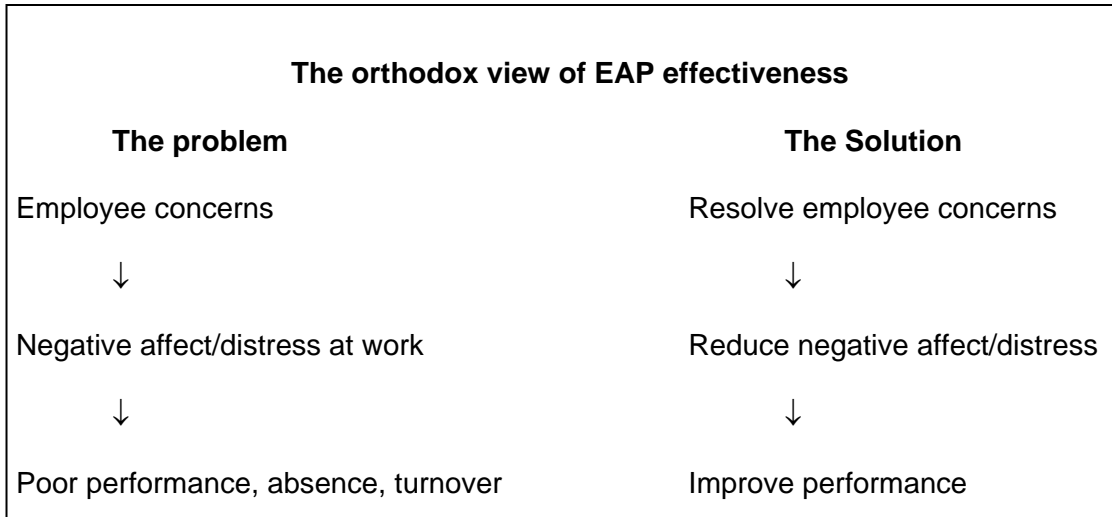 The orthodox view of EAP effectiveness
The problem The Solution
Employee concerns Resolve employee concerns
↓ ↓
Negative affect/distress at work Reduce negative affect/distress
↓ ↓
Poor performance, absence, turnover Improve performance